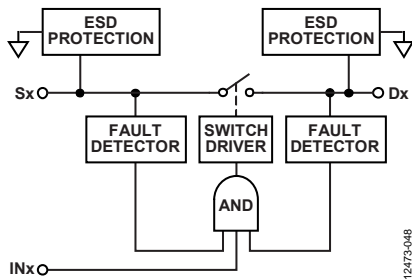 ESD
PROTECTION
ESD
PROTECTION
Sx
Dx
FAULT
DETECTOR
SWITCH
DRIVER
FAULT
DETECTOR
AND
INx
12473-048